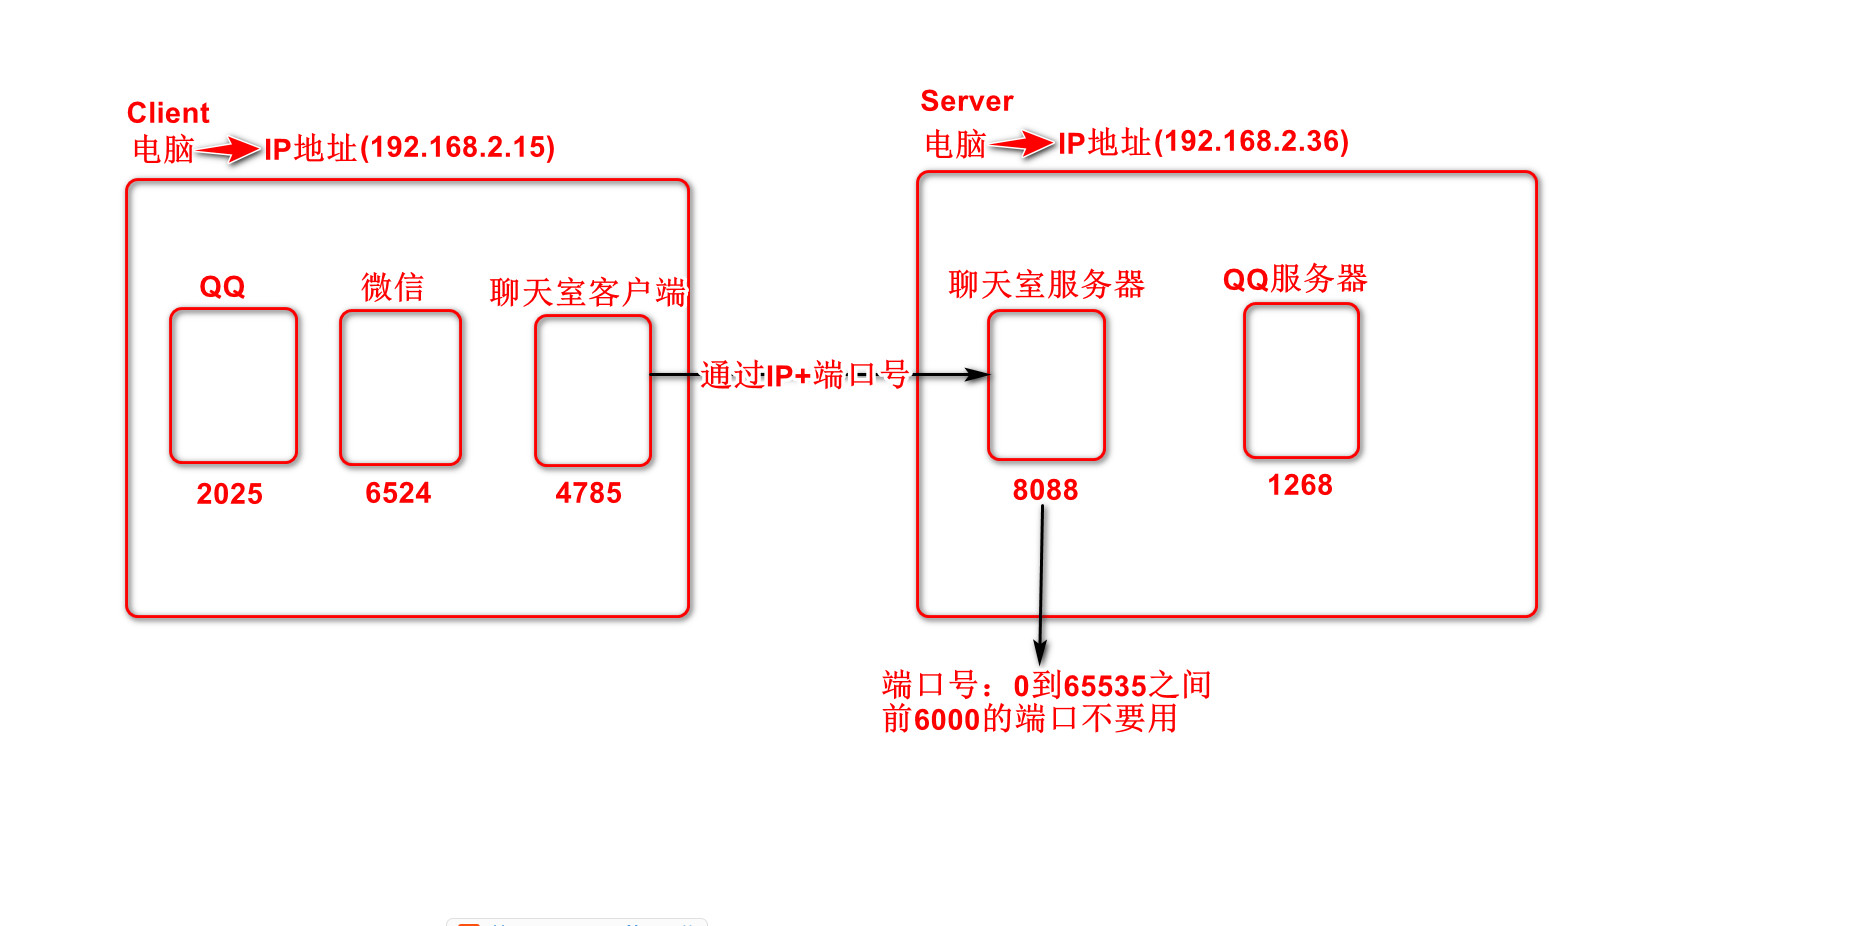 Client
电脑 IP地址(192.168.2.15)
QQ
微信
聊天室客户端
2025
6524
4785
通过IP+端口号
Server
电脑 IP地址(192.168.2.36)
聊天室服务器
QQ服务器
8088
1268
端口号：0到65535之间
前6000的端口不要用